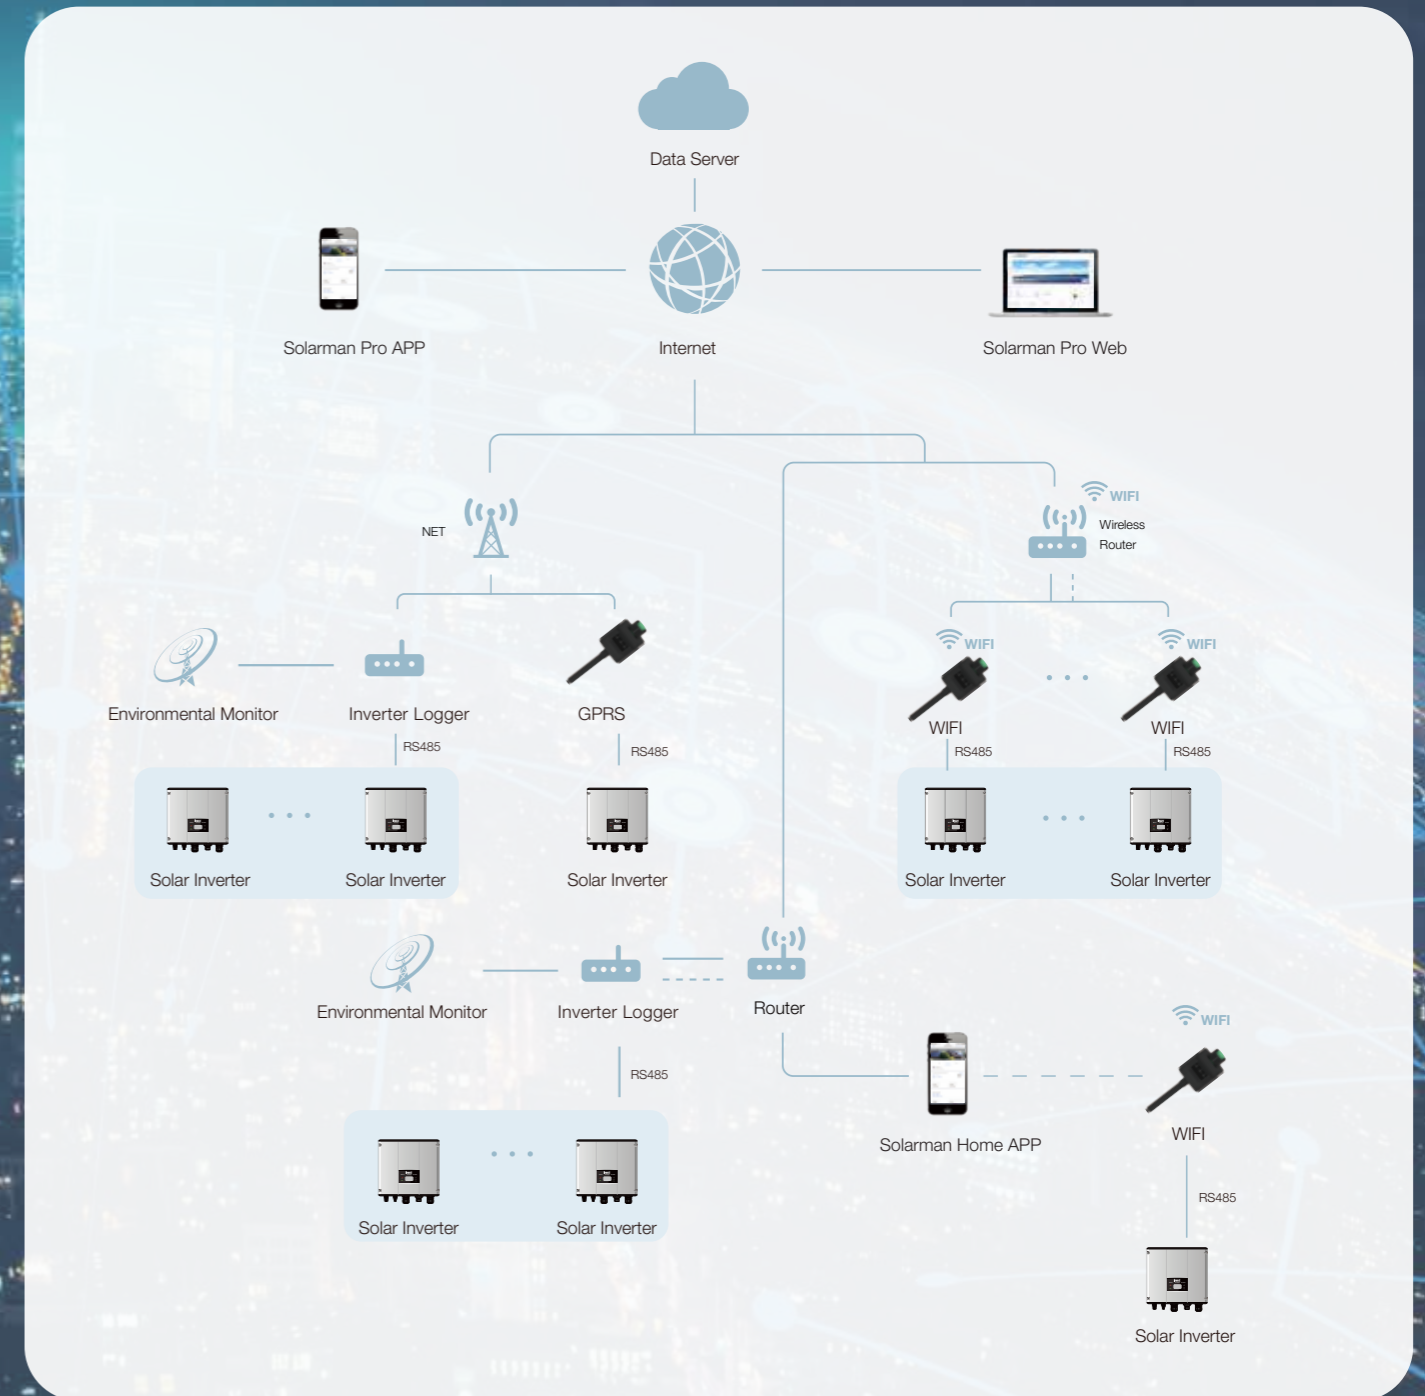 Data Server
Solarman Pro APP
Internet
Solarman Pro Web
WIFI
NET
Wireless
Router
WIFI
WIFI
Environmental Monitor
Inverter Logger
GPRS
WIFI
WIFI
RS485
RS485
RS485
RS485
Solar Inverter
Solar Inverter
Solar Inverter
Solar Inverter
Solar Inverter
Environmental Monitor
Inverter Logger
Router
WIFI
RS485
Solarman Home APP
WIFI
RS485
Solar Inverter
Solar Inverter
Solar Inverter